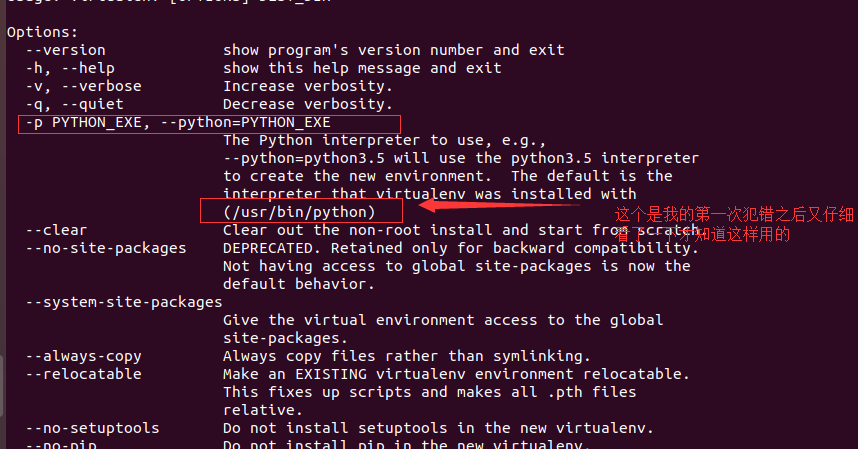 Options:
--version show program's version number and exit
-h, --help show this help message and exit
-v, --verbose Increase verbosity.
-q, --quiet Decrease verbosity.
-p PYTHON_EXE, --python=PYTHON_EXE
The Python interpreter to use, e.g.,
--python=python3.5 will use the python3.5 interpreter
to create the new environment. The default is the
interpreter that virtualenv was installed with
(/usr/bin/python)
这个是我的第一次犯错之后又仔细
--clear Clear out the non-root install and start from scratch.
看了一下才知道这样用的
--no-site-packages DEPRECATED. Retained only for backward compatibility.
Not having access to global site-packages is now the
default behavior.
--system-site-packages
Give the virtual environment access to the global
site-packages.
--always-copy Always copy files rather than symlinking.
--relocatable Make an EXISTING virtualenv environment relocatable.
This fixes up scripts and makes all .pth files
relative.
--no-setuptools Do not install setuptools in the new virtualenv.
--no-pip Do not install pip in the new virtualenv.